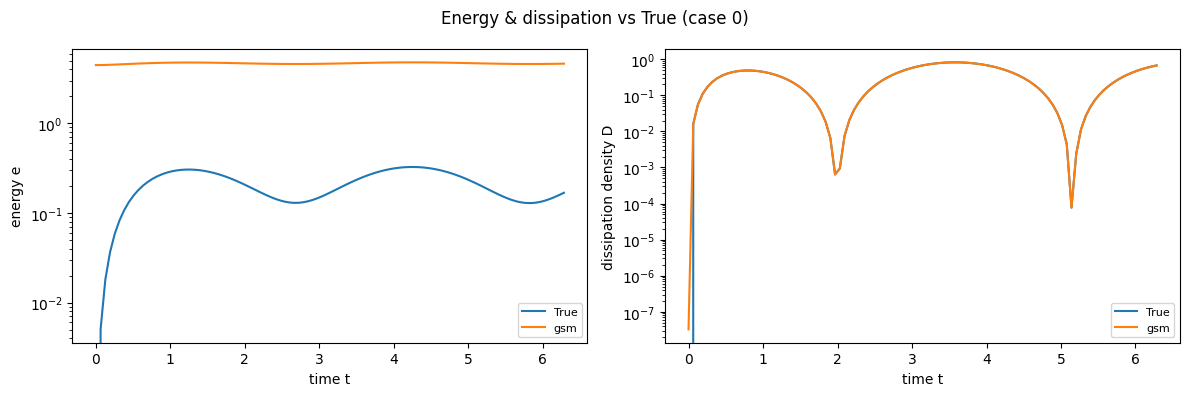 Energy & dissipation vs True (case 0)
energy e
10⁰
10⁻¹
10⁻²
0 1 2 3 4 5 6
time t
True
gsm
dissipation density D
10⁰
10⁻¹
10⁻²
10⁻³
10⁻⁴
10⁻⁵
10⁻⁶
10⁻⁷
0 1 2 3 4 5 6
time t
True
gsm